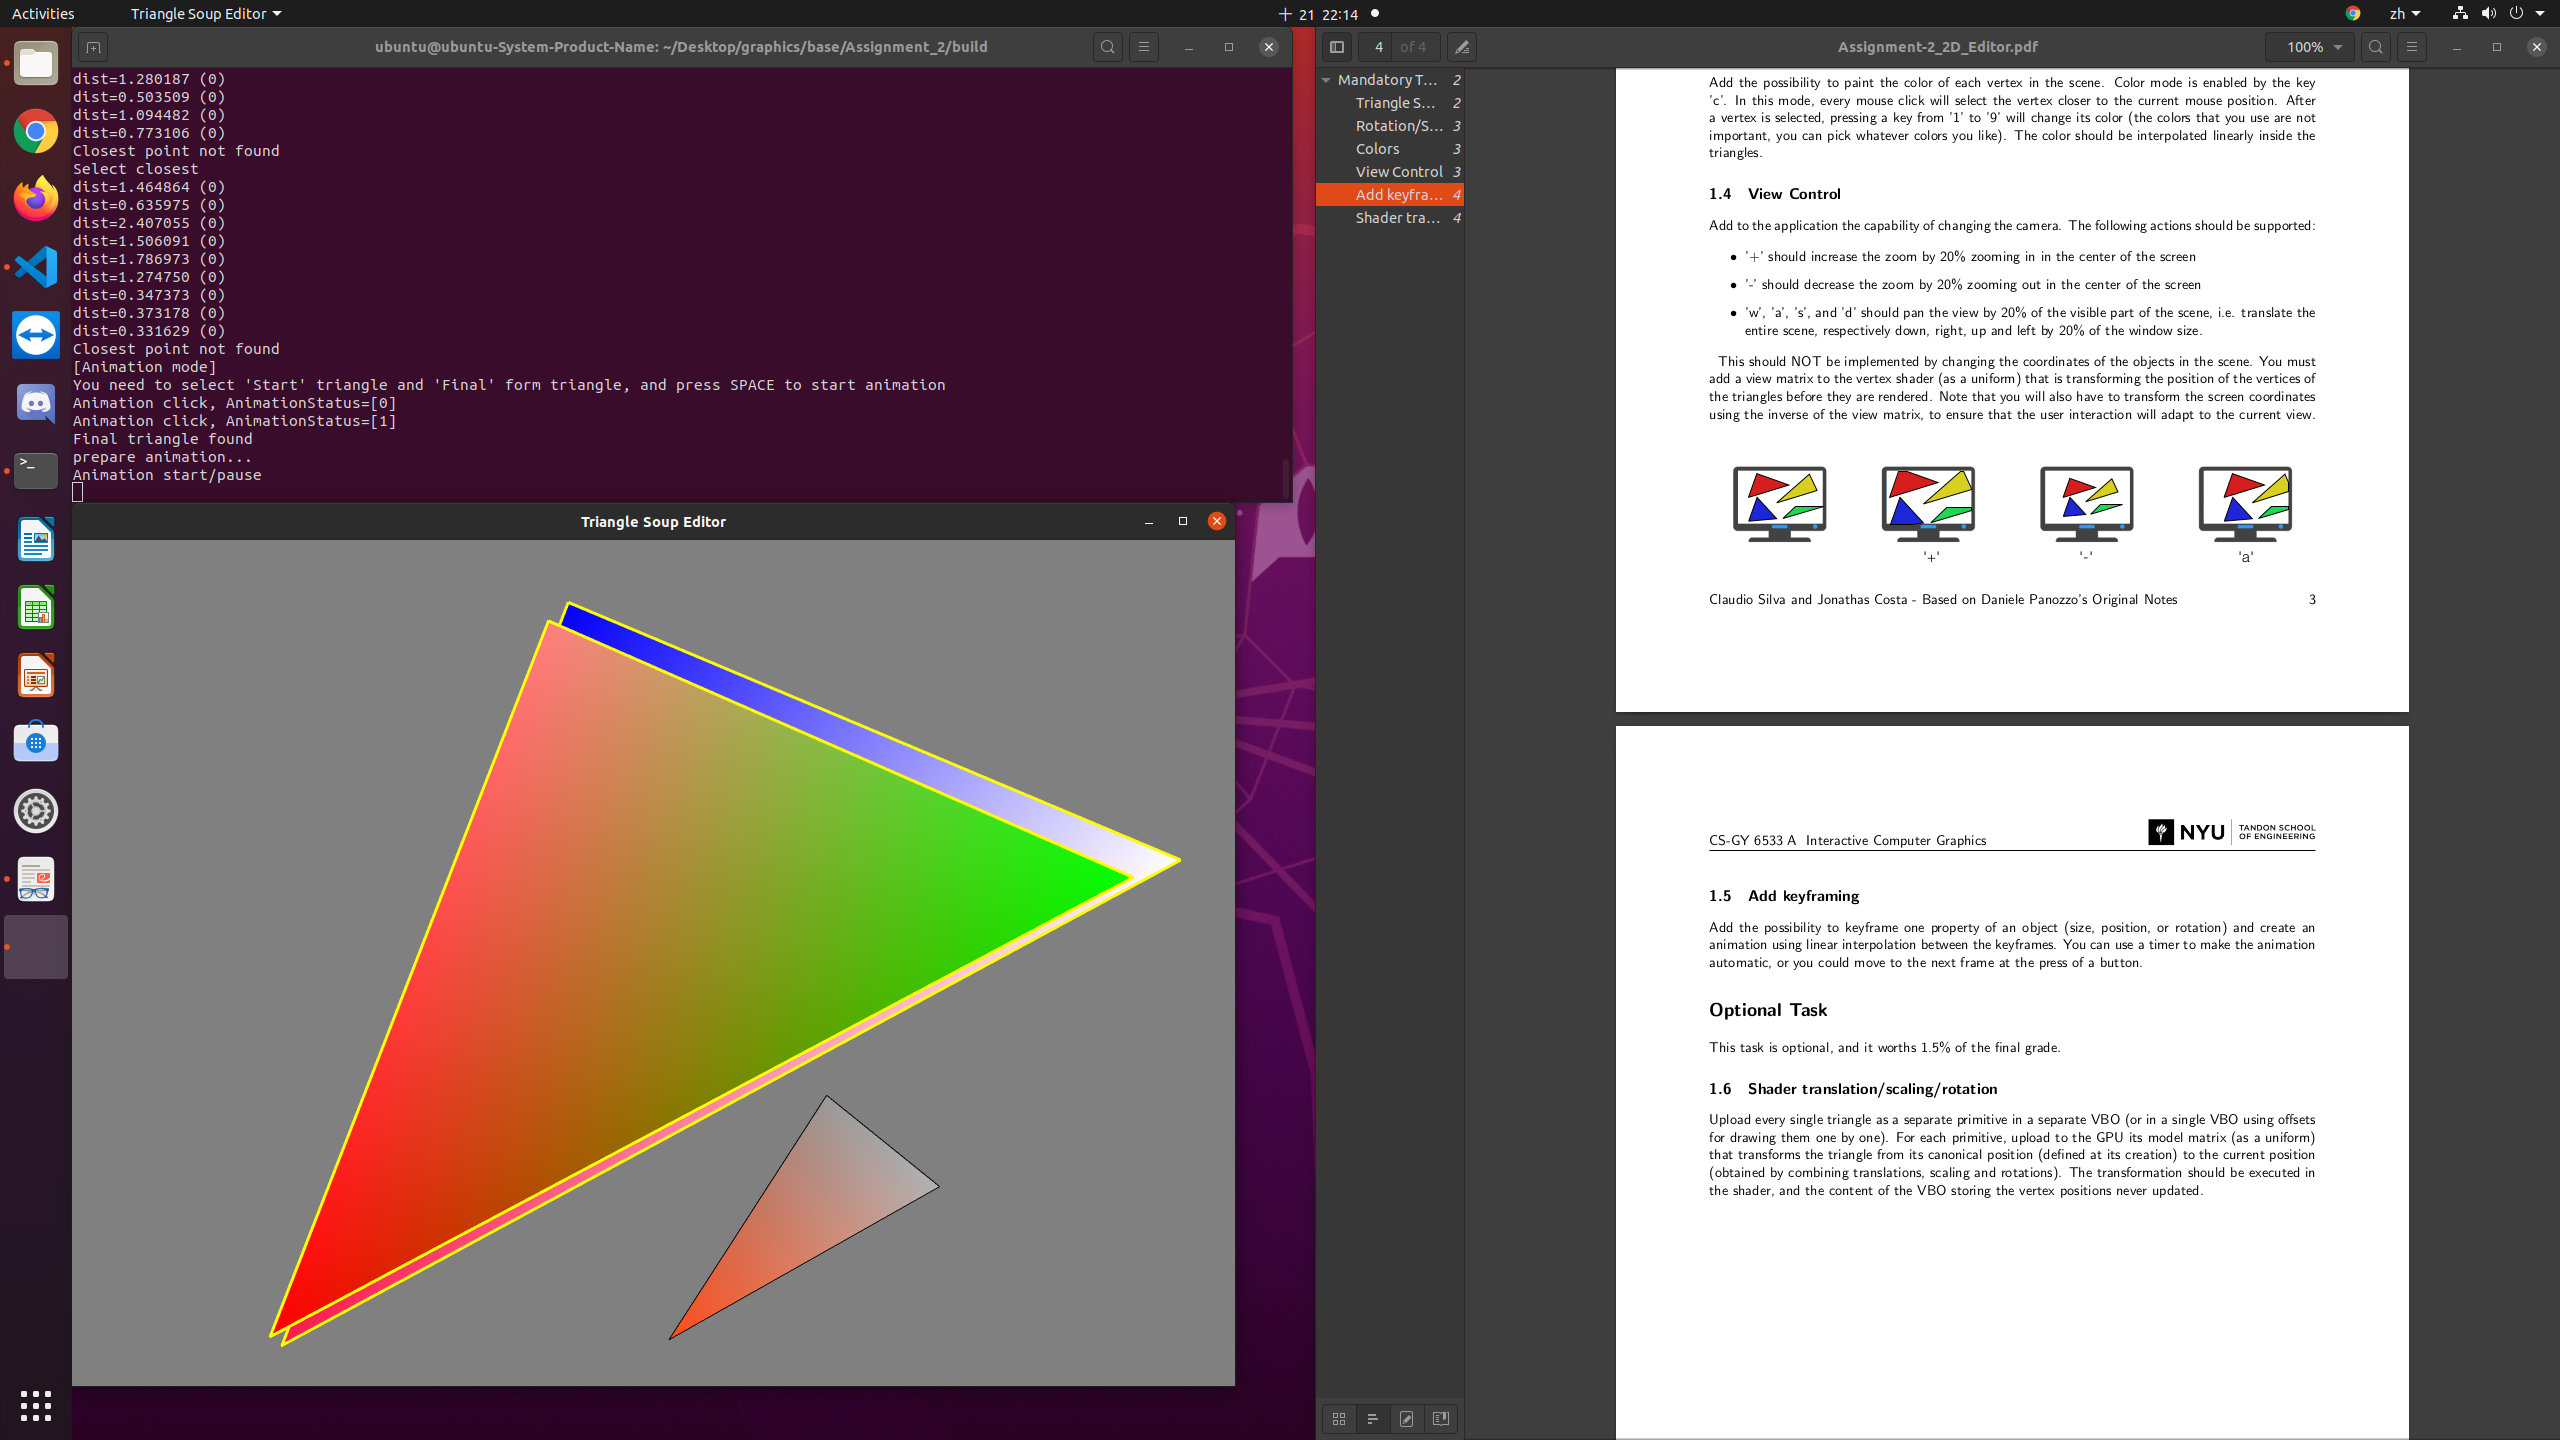 Activities
Triangle Soup Editor
21 22:14
zh
ubuntu@ubuntu-System-Product-Name: ~/Desktop/graphics/base/Assignment_2/build
dist=1.280187 (0)
dist=0.503509 (0)
dist=1.094482 (0)
dist=0.773106 (0)
Closest point not found
Select closest
dist=1.464864 (0)
dist=0.635975 (0)
dist=2.407055 (0)
dist=1.506091 (0)
dist=1.786973 (0)
dist=1.274750 (0)
dist=0.347373 (0)
dist=0.373178 (0)
dist=0.331629 (0)
Closest point not found
[Animation mode]
You need to select 'Start' triangle and 'Final' form triangle, and press SPACE to start animation
Animation click, AnimationStatus=[0]
Animation click, AnimationStatus=[1]
Final triangle found
prepare animation...
Animation start/pause
Triangle Soup Editor
4 of 4
Assignment-2_2D_Editor.pdf
100%
Mandatory T... 2
Triangle S... 2
Rotation/S... 3
Colors 3
View Control 3
Add keyfra... 4
Shader tra... 4
Add the possibility to paint the color of each vertex in the scene. Color mode is enabled by the key
'c'. In this mode, every mouse click will select the vertex closer to the current mouse position. After
a vertex is selected, pressing a key from '1' to '9' will change its color (the colors that you use are not
important, you can pick whatever colors you like). The color should be interpolated linearly inside the
triangles.
1.4 View Control
Add to the application the capability of changing the camera. The following actions should be supported:
• '+' should increase the zoom by 20% zooming in in the center of the screen
• '-' should decrease the zoom by 20% zooming out in the center of the screen
• 'w', 'a', 's', and 'd' should pan the view by 20% of the visible part of the scene, i.e. translate the
entire scene, respectively down, right, up and left by 20% of the window size.
This should NOT be implemented by changing the coordinates of the objects in the scene. You must
add a view matrix to the vertex shader (as a uniform) that is transforming the position of the vertices of
the triangles before they are rendered. Note that you will also have to transform the screen coordinates
using the inverse of the view matrix, to ensure that the user interaction will adapt to the current view.
'+' '-' 'a'
Claudio Silva and Jonathas Costa - Based on Daniele Panozzo's Original Notes 3
CS-GY 6533 A Interactive Computer Graphics
NYU
TANDON SCHOOL
OF ENGINEERING
1.5 Add keyframing
Add the possibility to keyframe one property of an object (size, position, or rotation) and create an
animation using linear interpolation between the keyframes. You can use a timer to make the animation
automatic, or you could move to the next frame at the press of a button.
Optional Task
This task is optional, and it worths 1.5% of the final grade.
1.6 Shader translation/scaling/rotation
Upload every single triangle as a separate primitive in a separate VBO (or in a single VBO using offsets
for drawing them one by one). For each primitive, upload to the GPU its model matrix (as a uniform)
that transforms the triangle from its canonical position (defined at its creation) to the current position
(obtained by combining translations, scaling and rotations). The transformation should be executed in
the shader, and the content of the VBO storing the vertex positions never updated.